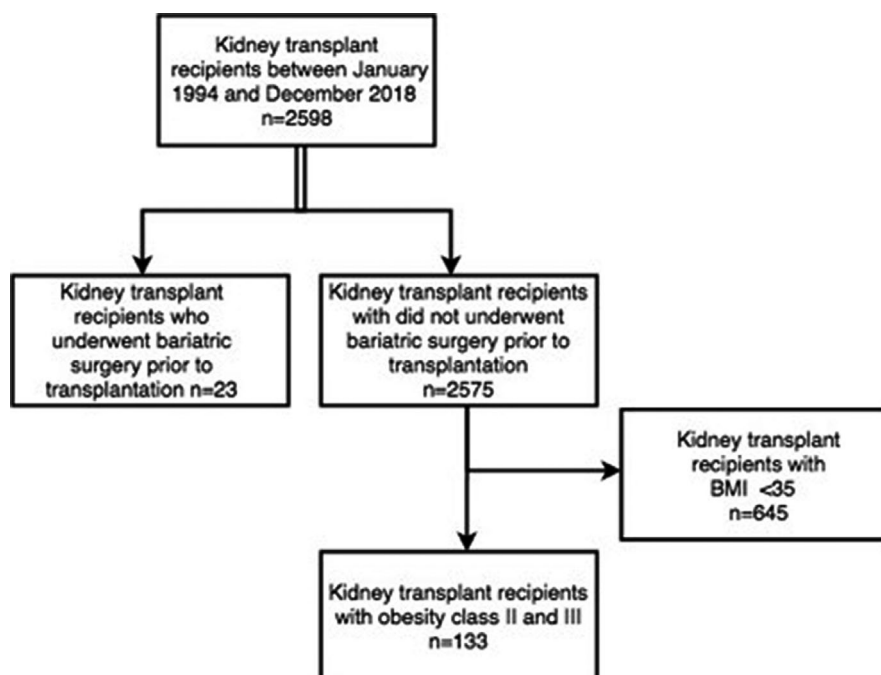 Kidney transplant
recipients between January
1994 and December 2018
n=2598
Kidney transplant
recipients who
underwent bariatric
surgery prior to
transplantation n=23
Kidney transplant recipients
with did not underwent
bariatric surgery prior to
transplantation
n=2575
Kidney transplant
recipients with
BMI <35
n=645
Kidney transplant recipients
with obesity class II and III
n=133